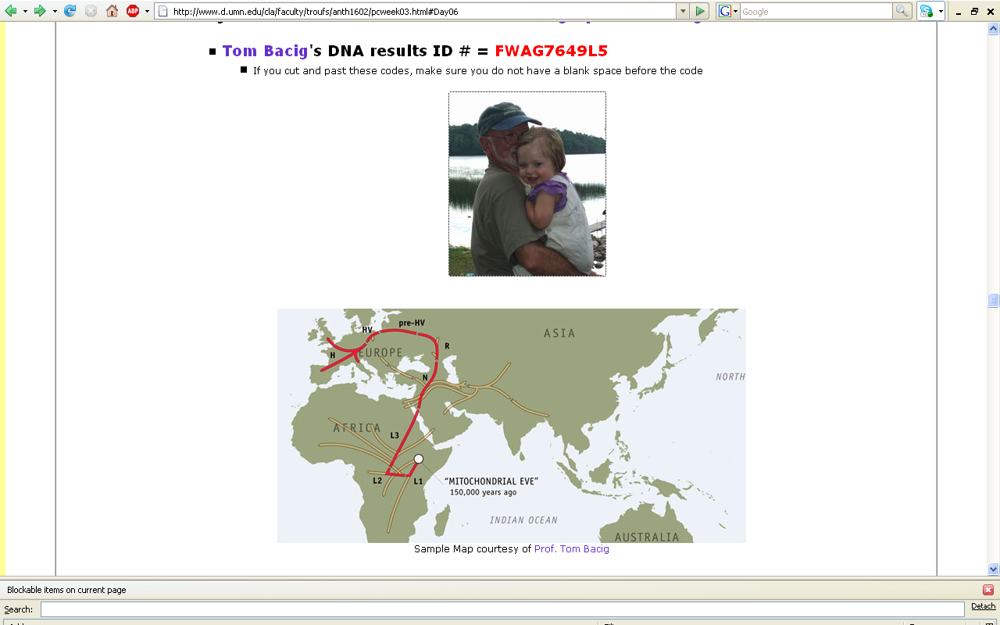 http://www.d.umn.edu/cla/faculty/troufs/anth1602/pcweek03.html#Day06
Google
ABP
Tom Bacig's DNA results ID # = FWAG7649L5
If you cut and past these codes, make sure you do not have a blank space before the code
pre-HV
HV
ASIA
R
H
EUROPE
N
NORTH
AFRICA
L3
L2
L1
"MITOCHONDRIAL EVE"
150,000 years ago
INDIAN OCEAN
AUSTRALIA
Sample Map courtesy of Prof. Tom Bacig
Blockable items on current page
Search:
Detach